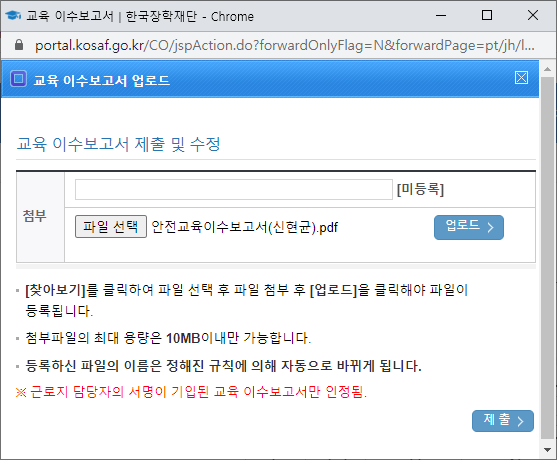 교육 이수보고서 | 한국장학재단 - Chrome
portal.kosaf.go.kr/CO/jspAction.do?forwardOnlyFlag=N&forwardPage=pt/jh/l...
교육 이수보고서 업로드
교육 이수보고서 제출 및 수정
[미등록]
첨부
파일 선택 안전교육이수보고서(신현균).pdf 업로드
[찾아보기]를 클릭하여 파일 선택 후 파일 첨부 후 [업로드]을 클릭해야 파일이
등록됩니다.
첨부파일의 최대 용량은 10MB이내만 가능합니다.
등록하신 파일의 이름은 정해진 규칙에 의해 자동으로 바뀌게 됩니다.
※ 근로지 담당자의 서명이 기입된 교육 이수보고서만 인정됨.
제 출